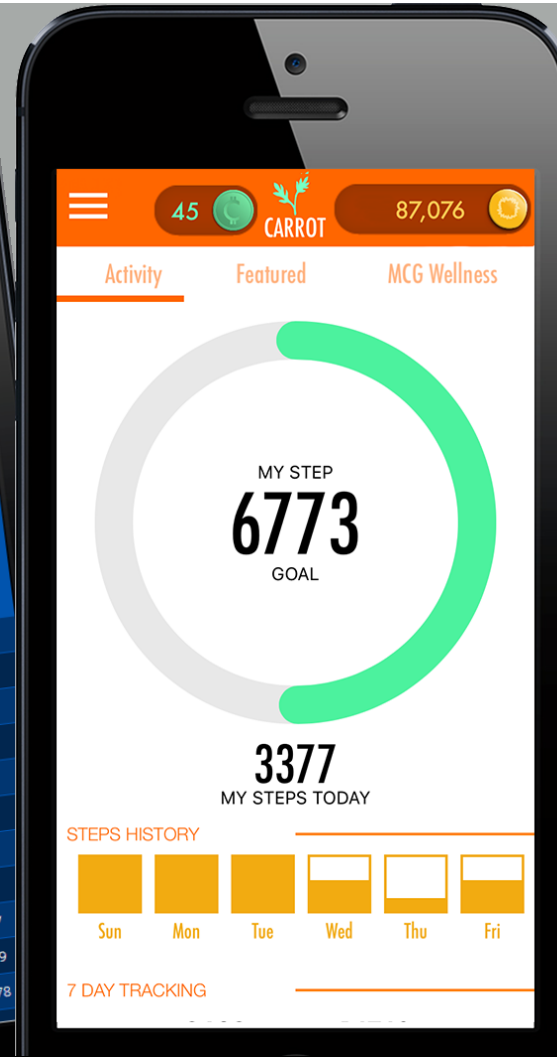 45
CARROT
87,076
Activity Featured MCG Wellness
MY STEP
6773
GOAL
3377
MY STEPS TODAY
STEPS HISTORY
Sun Mon Tue Wed Thu Fri
7 DAY TRACKING